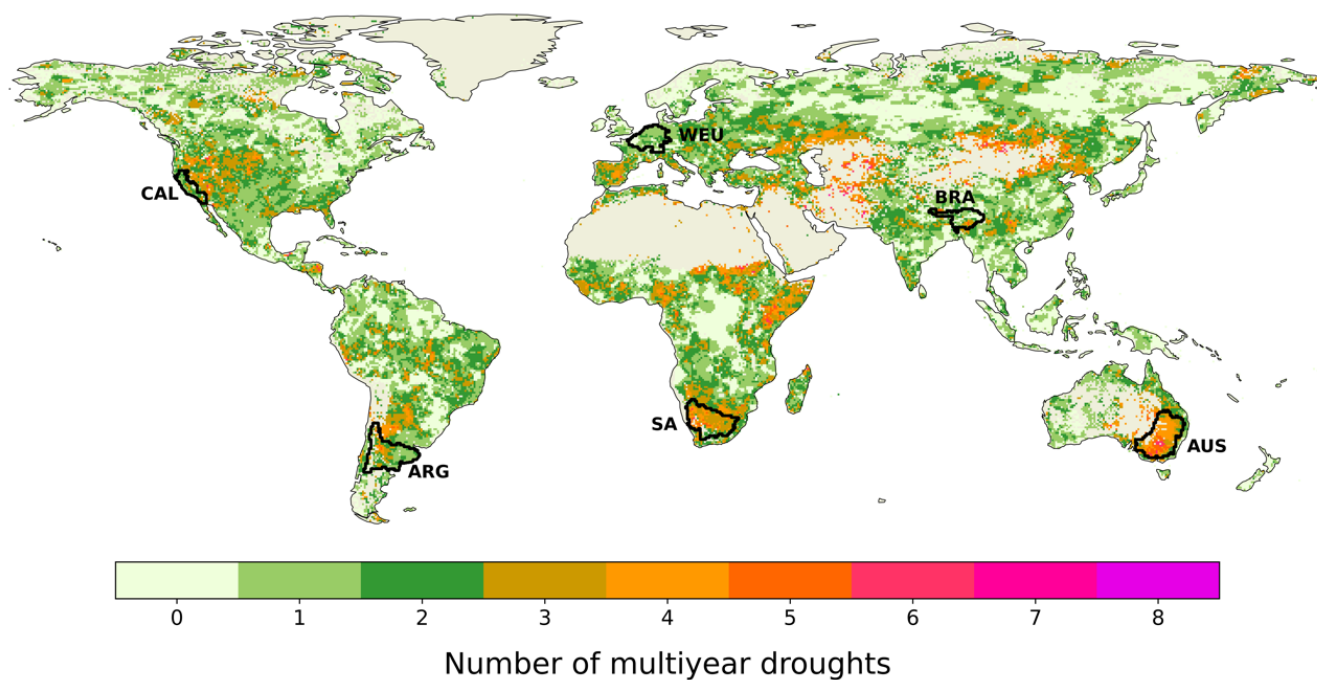 WEU
CAL
BRA
SA
ARG
AUS
0 1 2 3 4 5 6 7 8
Number of multiyear droughts